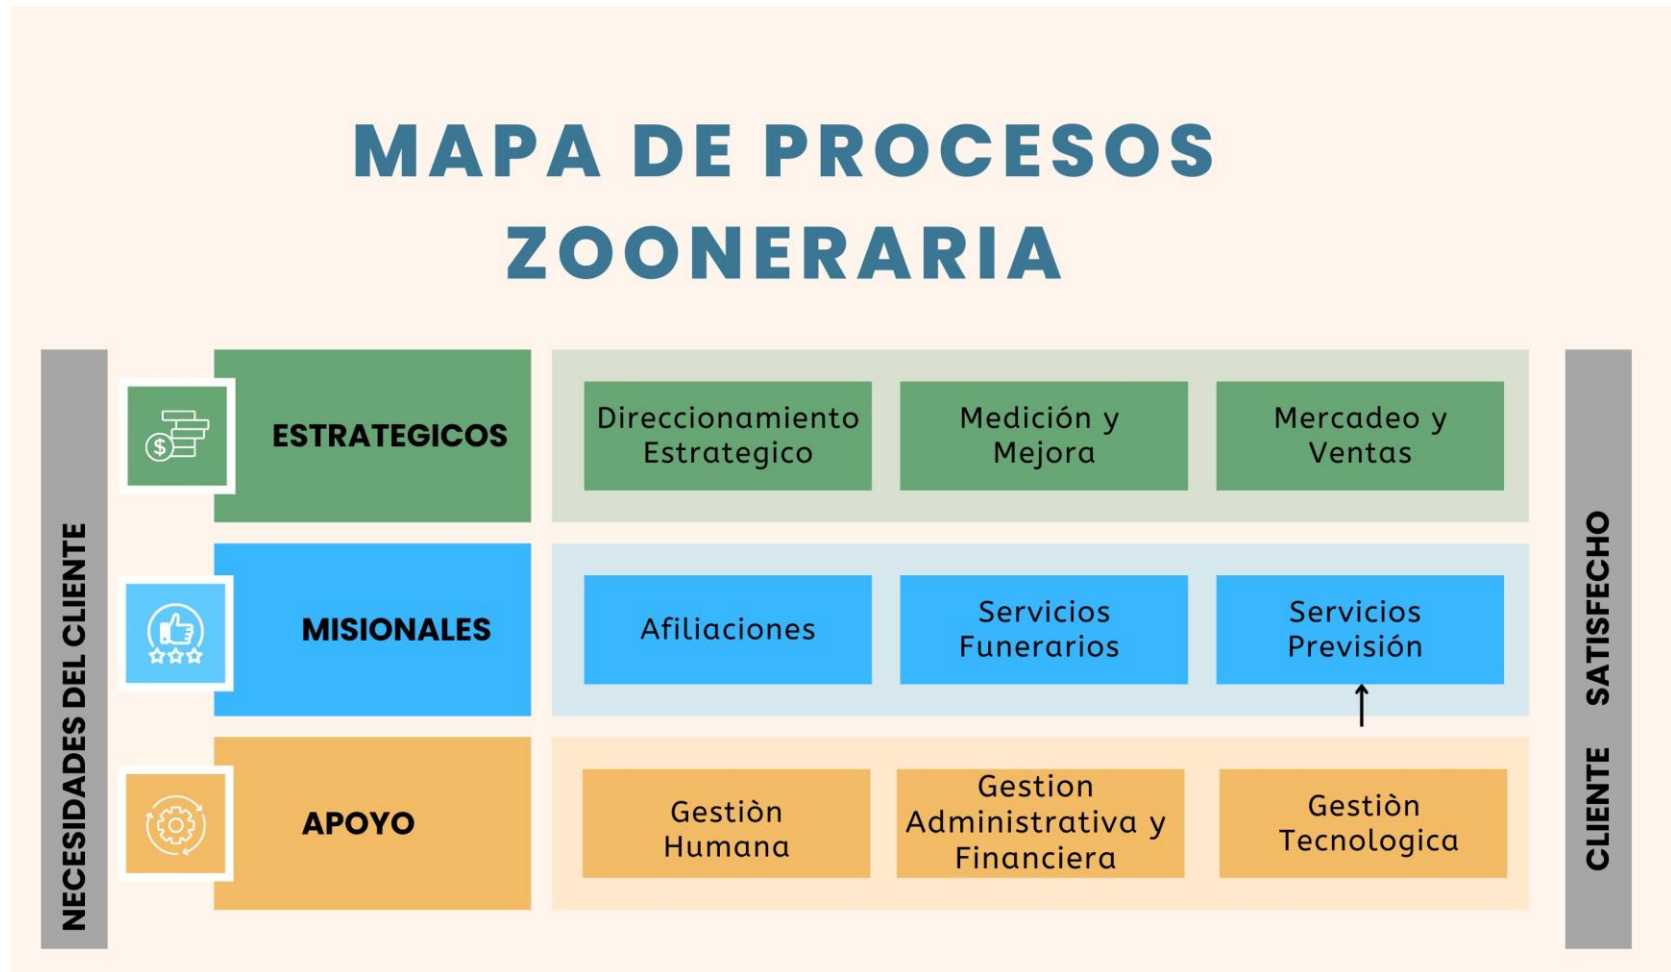 MAPA DE PROCESOS
ZOONERARIA
NECESIDADES DEL CLIENTE
ESTRATEGICOS
Direccionamiento
Estrategico
Medición y
Mejora
Mercadeo y
Ventas
MISIONALES
Afiliaciones
Servicios
Funerarios
Servicios
Previsión
APOYO
Gestiòn
Humana
Gestion
Administrativa y
Financiera
Gestiòn
Tecnologica
CLIENTE SATISFECHO